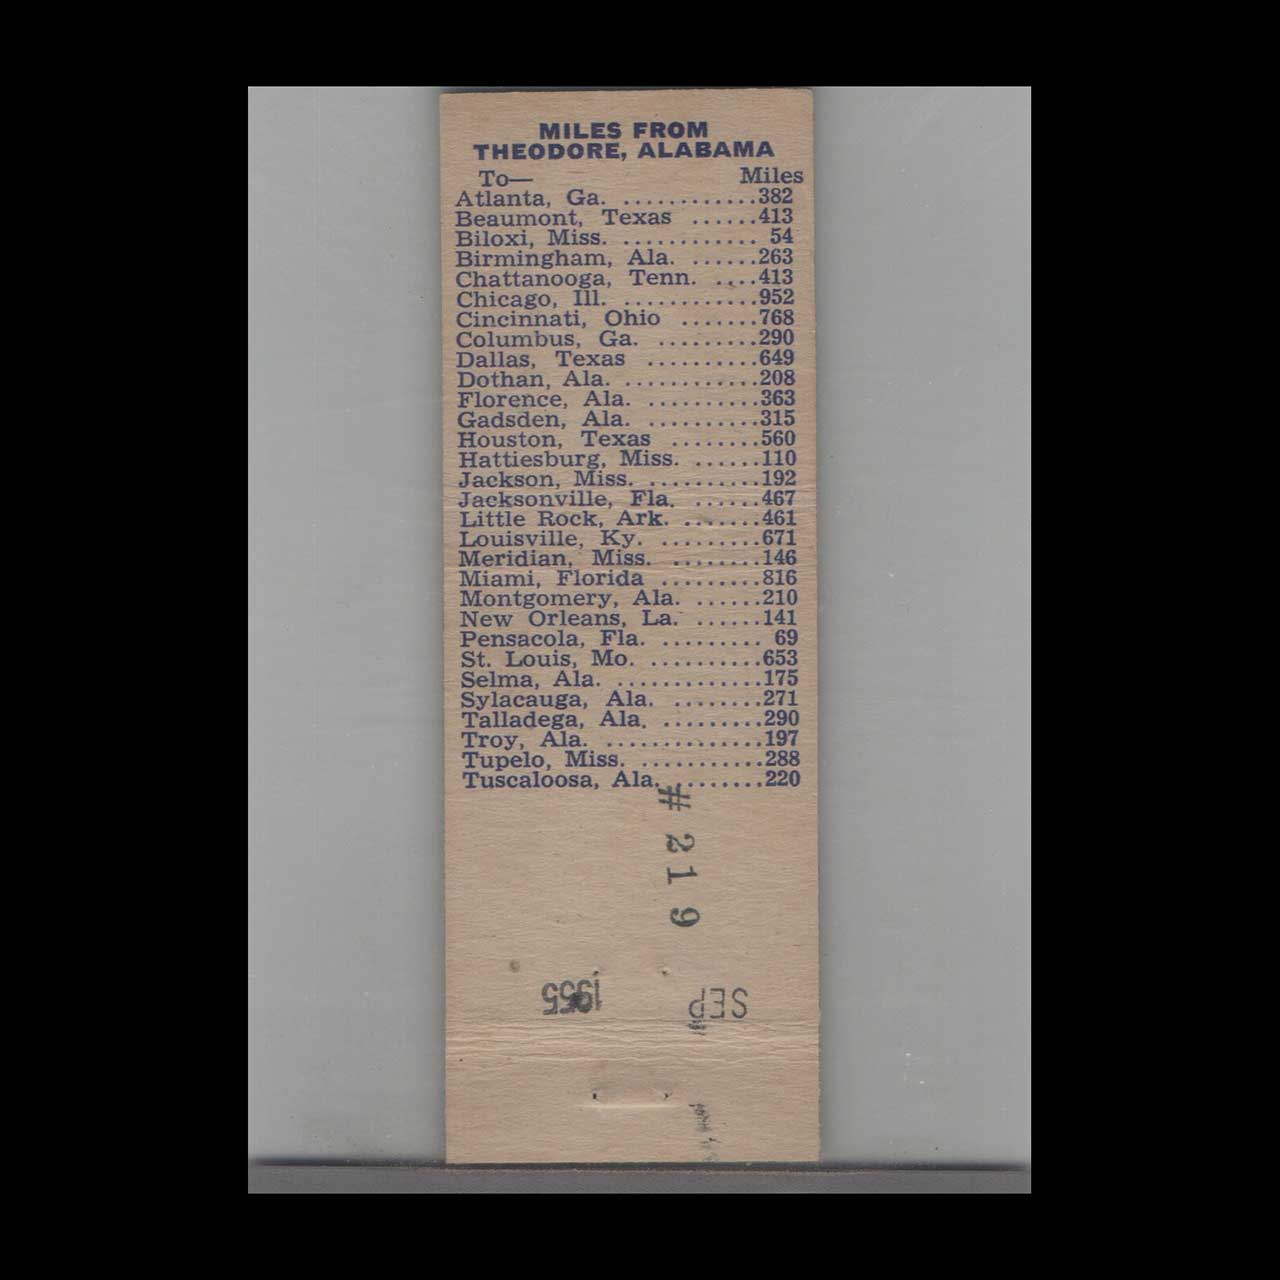 MILES FROM
THEODORE, ALABAMA
To— Miles
Atlanta, Ga. ............382
Beaumont, Texas ......413
Biloxi, Miss. ............ 54
Birmingham, Ala. ......263
Chattanooga, Tenn. ....413
Chicago, Ill. ............952
Cincinnati, Ohio .......768
Columbus, Ga. .........290
Dallas, Texas ..........649
Dothan, Ala. ............208
Florence, Ala. ..........363
Gadsden, Ala. ..........315
Houston, Texas ........560
Hattiesburg, Miss. ......110
Jackson, Miss. ...........192
Jacksonville, Fla. ......467
Little Rock, Ark. .......461
Louisville, Ky. .........671
Meridian, Miss. ........146
Miami, Florida .........816
Montgomery, Ala. ......210
New Orleans, La. ......141
Pensacola, Fla. ......... 69
St. Louis, Mo. ..........653
Selma, Ala. .............175
Sylacauga, Ala. ........271
Talladega, Ala. .........290
Troy, Ala. ..............197
Tupelo, Miss. ...........288
Tuscaloosa, Ala. ........220
#219
SEP 1955